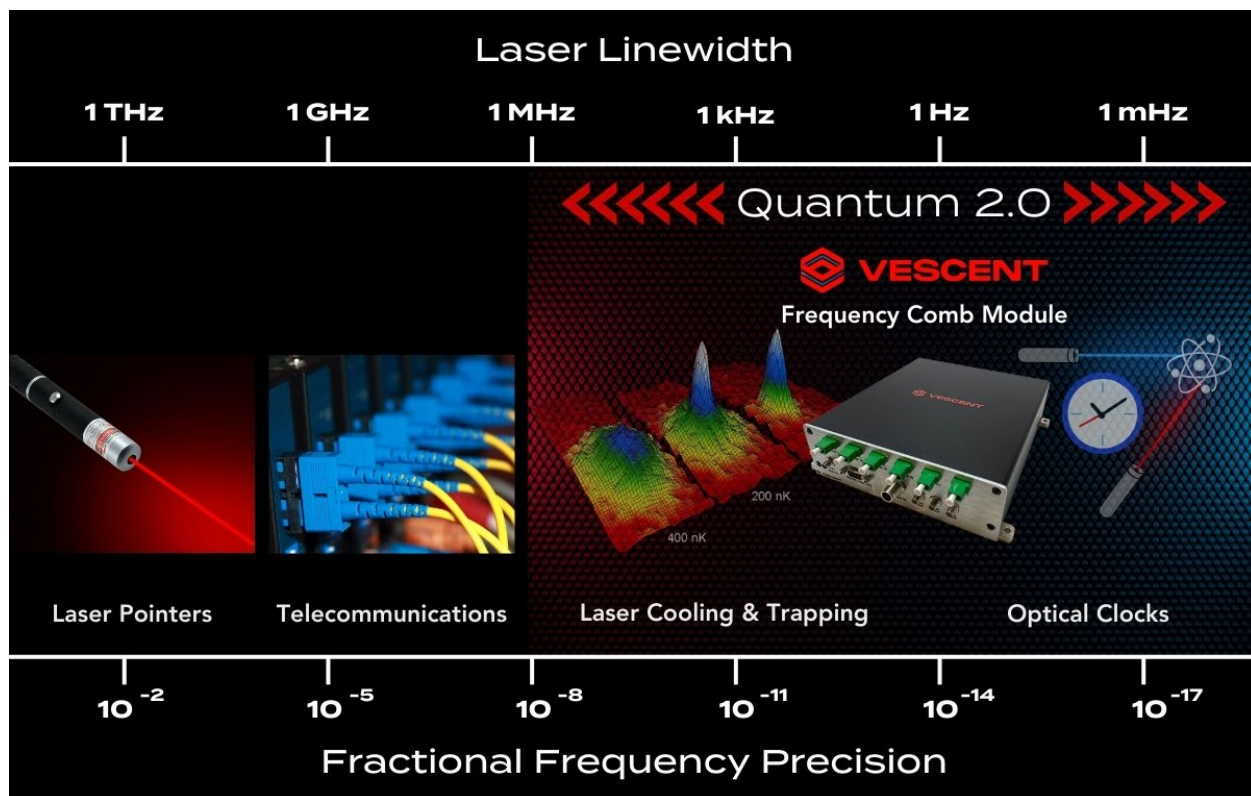 Laser Linewidth
1 THz 1 GHz 1 MHz 1 kHz 1 Hz 1 mHz
Quantum 2.0
VESCENT
Frequency Comb Module
VESCENT
200 nK
400 nK
Laser Pointers Telecommunications Laser Cooling & Trapping Optical Clocks
10⁻² 10⁻⁵ 10⁻⁸ 10⁻¹¹ 10⁻¹⁴ 10⁻¹⁷
Fractional Frequency Precision